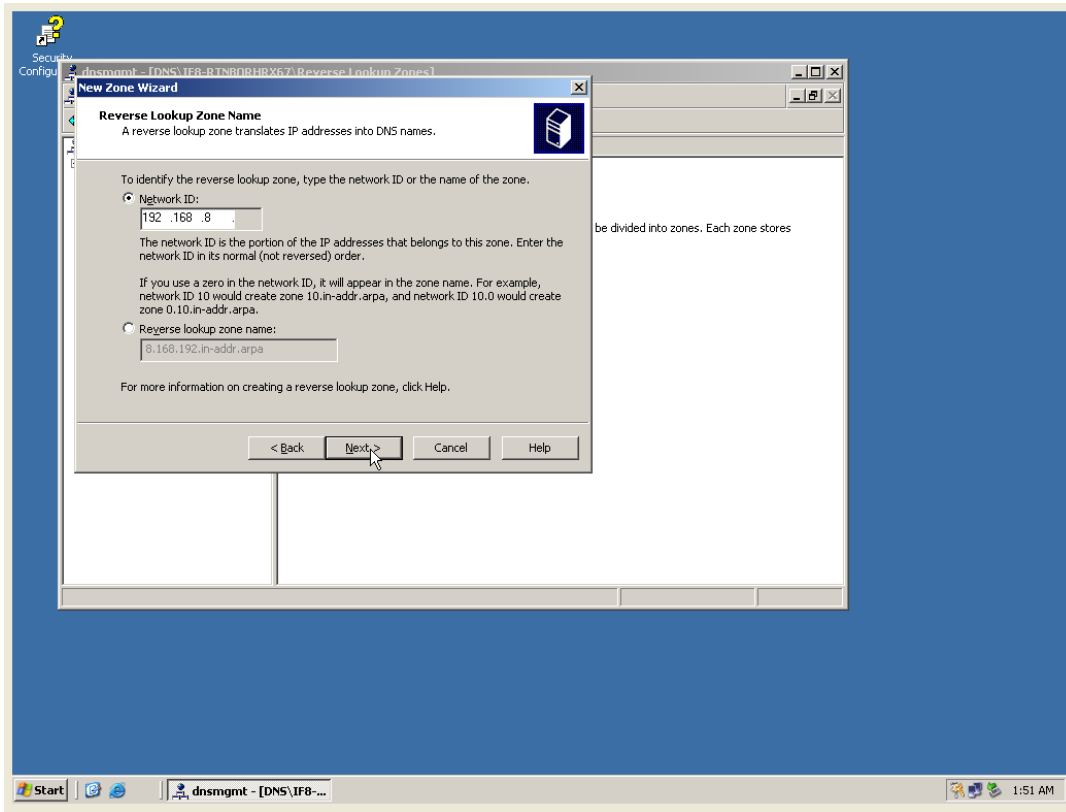 Security
Configu
dnsmgmt - [DNS\IF8-RTNB0RHRX67\Reverse Lookup Zones]
New Zone Wizard
Reverse Lookup Zone Name
A reverse lookup zone translates IP addresses into DNS names.
To identify the reverse lookup zone, type the network ID or the name of the zone.
Network ID:
192 .168 .8 .
be divided into zones. Each zone stores
The network ID is the portion of the IP addresses that belongs to this zone. Enter the
network ID in its normal (not reversed) order.
If you use a zero in the network ID, it will appear in the zone name. For example,
network ID 10 would create zone 10.in-addr.arpa, and network ID 10.0 would create
zone 0.10.in-addr.arpa.
Reverse lookup zone name:
8.168.192.in-addr.arpa
For more information on creating a reverse lookup zone, click Help.
< Back Next > Cancel Help
Start dnsmgmt - [DNS\IF8-... 1:51 AM